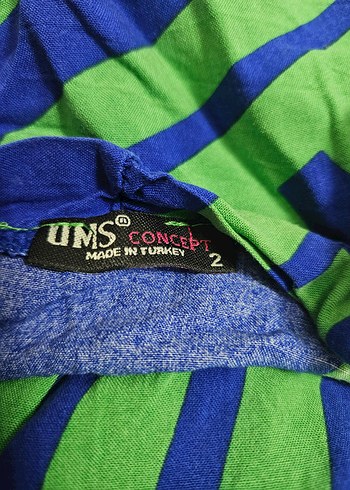 UMS ® CONCEPT
MADE IN TURKEY
2